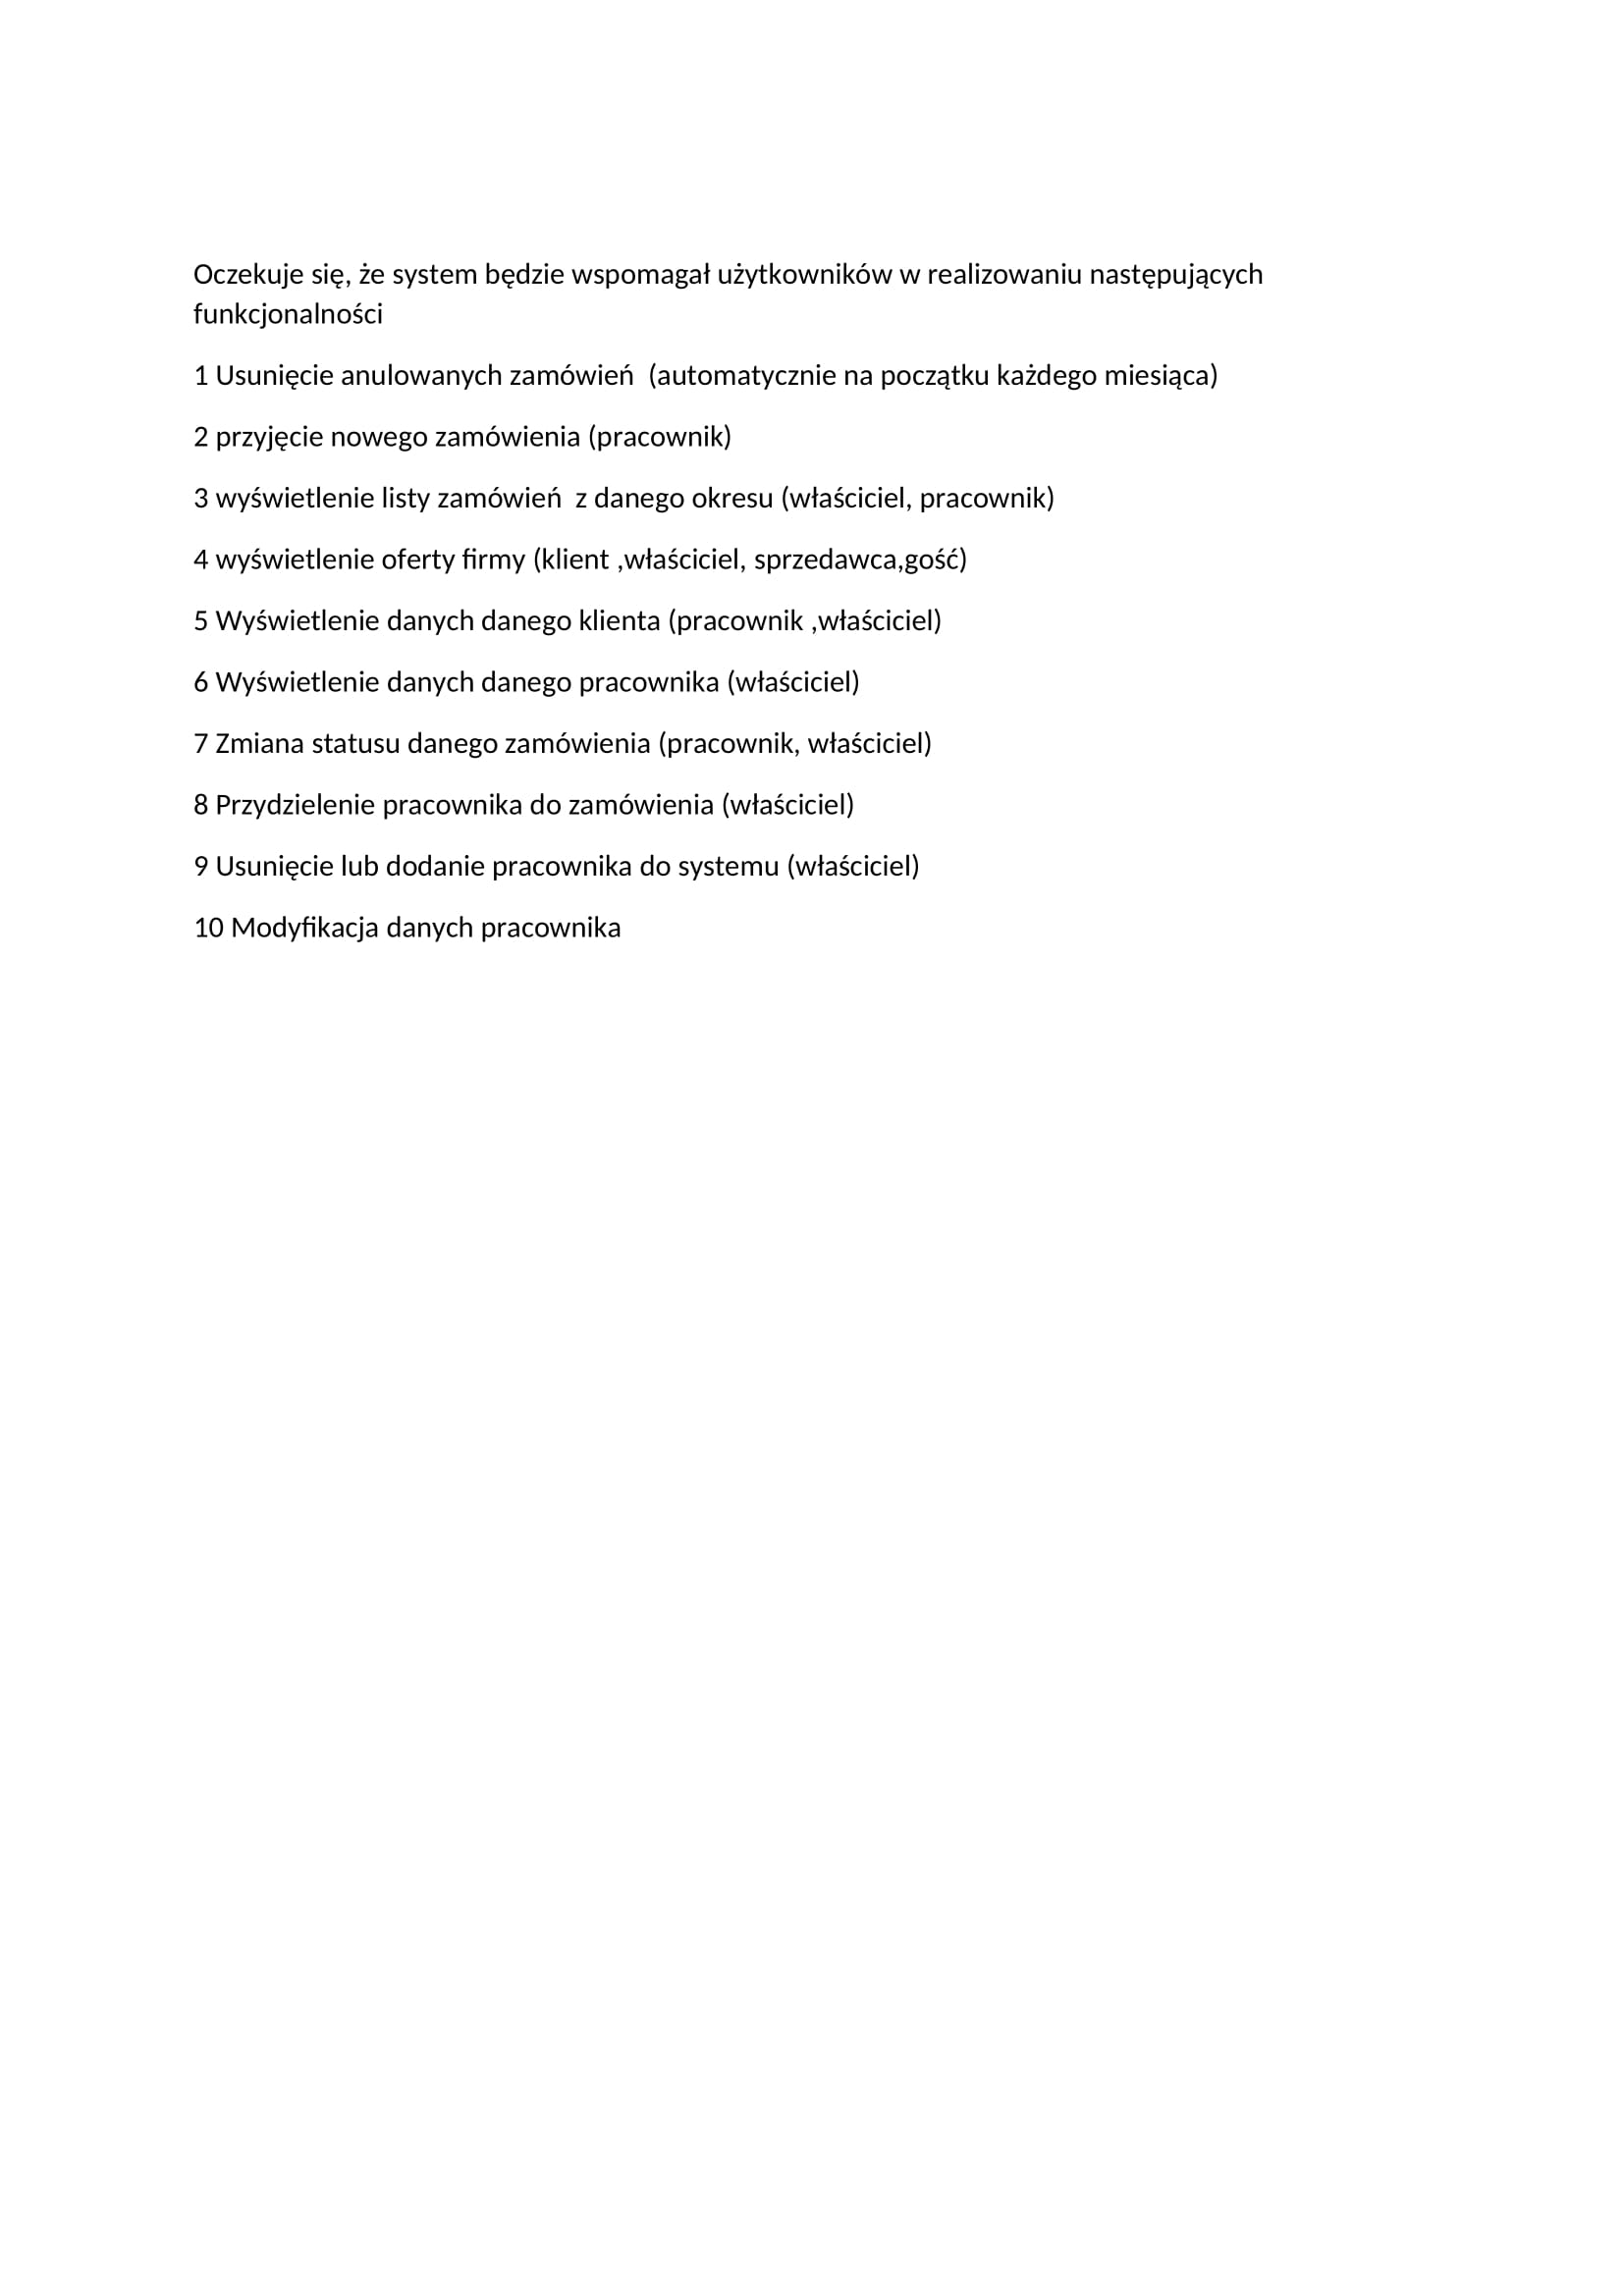 Oczekuje się, że system będzie wspomagał użytkowników w realizowaniu następujących
funkcjonalności
1 Usunięcie anulowanych zamówień  (automatycznie na początku każdego miesiąca)
2 przyjęcie nowego zamówienia (pracownik)
3 wyświetlenie listy zamówień  z danego okresu (właściciel, pracownik)
4 wyświetlenie oferty firmy (klient ,właściciel, sprzedawca,gość)
5 Wyświetlenie danych danego klienta (pracownik ,właściciel)
6 Wyświetlenie danych danego pracownika (właściciel)
7 Zmiana statusu danego zamówienia (pracownik, właściciel)
8 Przydzielenie pracownika do zamówienia (właściciel)
9 Usunięcie lub dodanie pracownika do systemu (właściciel)
10 Modyfikacja danych pracownika